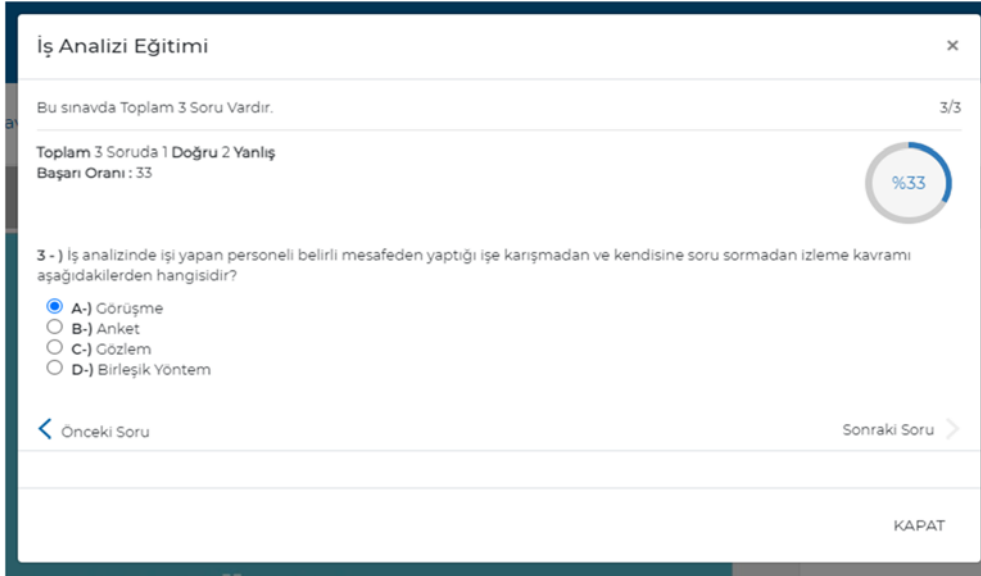 İş Analizi Eğitimi
×
Bu sınavda Toplam 3 Soru Vardır.
3/3
Toplam 3 Soruda 1 Doğru 2 Yanlış
Başarı Oranı : 33
%33
3 - ) İş analizinde işi yapan personeli belirli mesafeden yaptığı işe karışmadan ve kendisine soru sormadan izleme kavramı
aşağıdakilerden hangisidir?
A-) Görüşme
B-) Anket
C-) Gözlem
D-) Birleşik Yöntem
Önceki Soru
Sonraki Soru
KAPAT